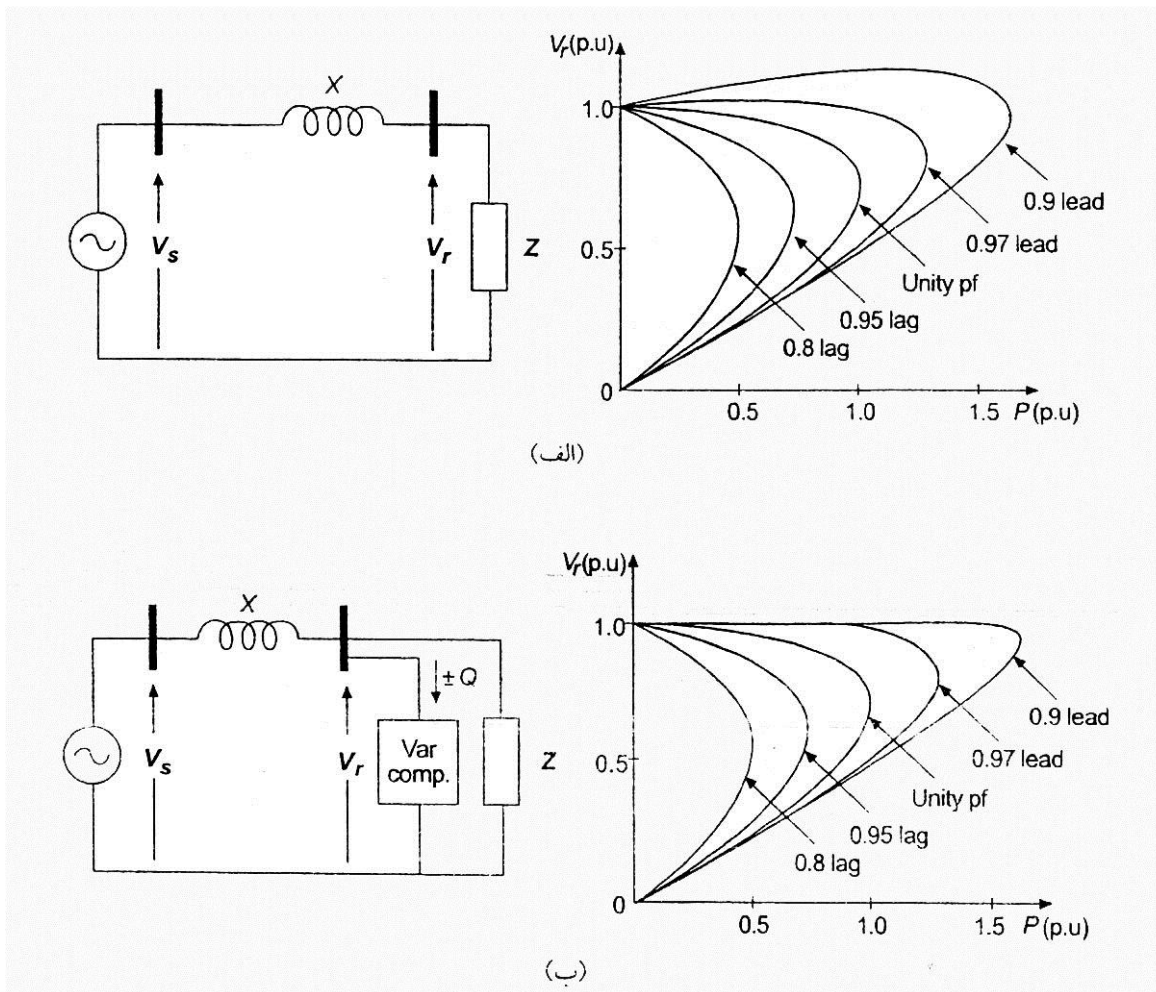 X
Vs
Vr
Z
Vr(p.u)
1.0
0.5
0
0.5
1.0
1.5
P(p.u)
0.9 lead
0.97 lead
Unity pf
0.95 lag
0.8 lag
(الف)
X
Vs
Vr
± Q
Var
comp.
Z
Vr(p.u)
1.0
0.5
0
0.5
1.0
1.5
P(p.u)
0.9 lead
0.97 lead
Unity pf
0.95 lag
0.8 lag
(ب)